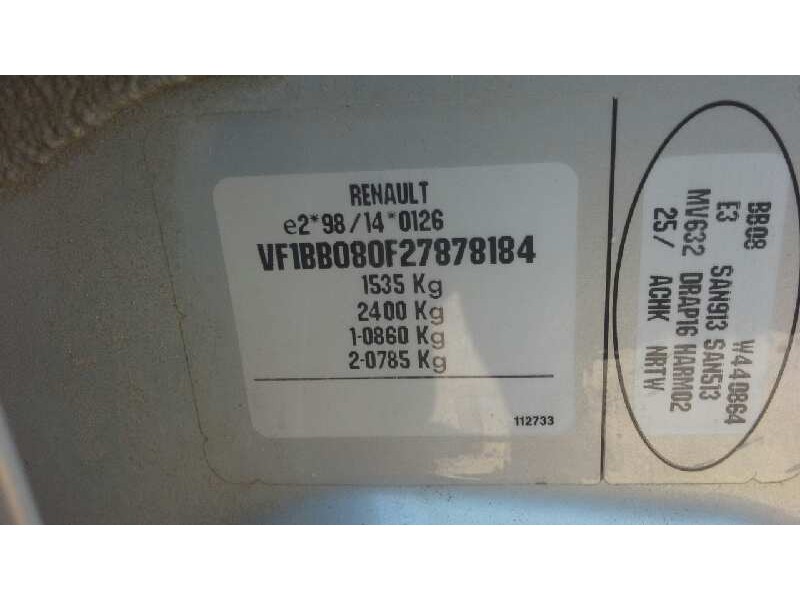 RENAULT
e2*98/14*0126
VF1BB080F27878184
1535 Kg
2400 Kg
1-0860 Kg
2-0785 Kg
112733
BB08 W440864
E3 SAN913 SAN513
MV632 DRAP16 HARM02
25/ ACHK NRTW